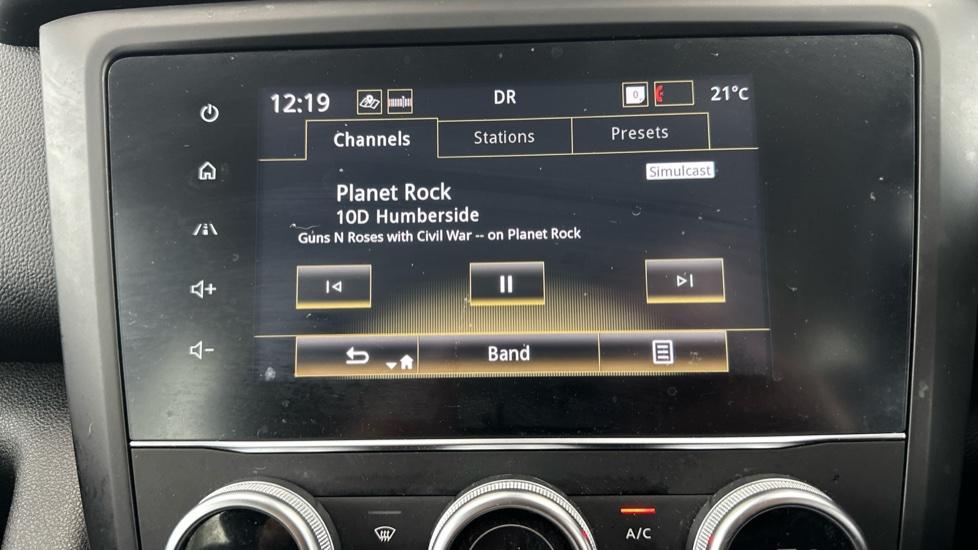 12:19 DR 0 21°C
Channels Stations Presets
Simulcast
Planet Rock
10D Humberside
Guns N Roses with Civil War -- on Planet Rock
Band
A/C